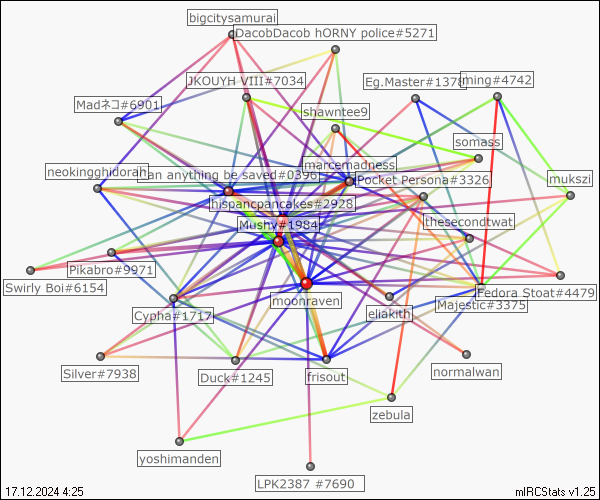 bigcitysamurai
DacobDacob hORNY police#5271
JKOUYH VIII#7034
Eg.Master#1378
ming#4742
Madネコ#6901
shawntee9
somass
neokingghidorah
can anything be saved#0396
marcemadness
Pocket Persona#3326
mukszi
hispancpancakes#2928
Mushy#1984
thesecondtwat
Pikabro#9971
Swirly Boi#6154
moonraven
Fedora Stoat#4479
Majestic#3375
Cypha#1717
eliakith
Silver#7938
Duck#1245
frisout
normalwan
zebula
yoshimanden
LPK2387 #7690
17.12.2024 4:25
mIRCStats v1.25